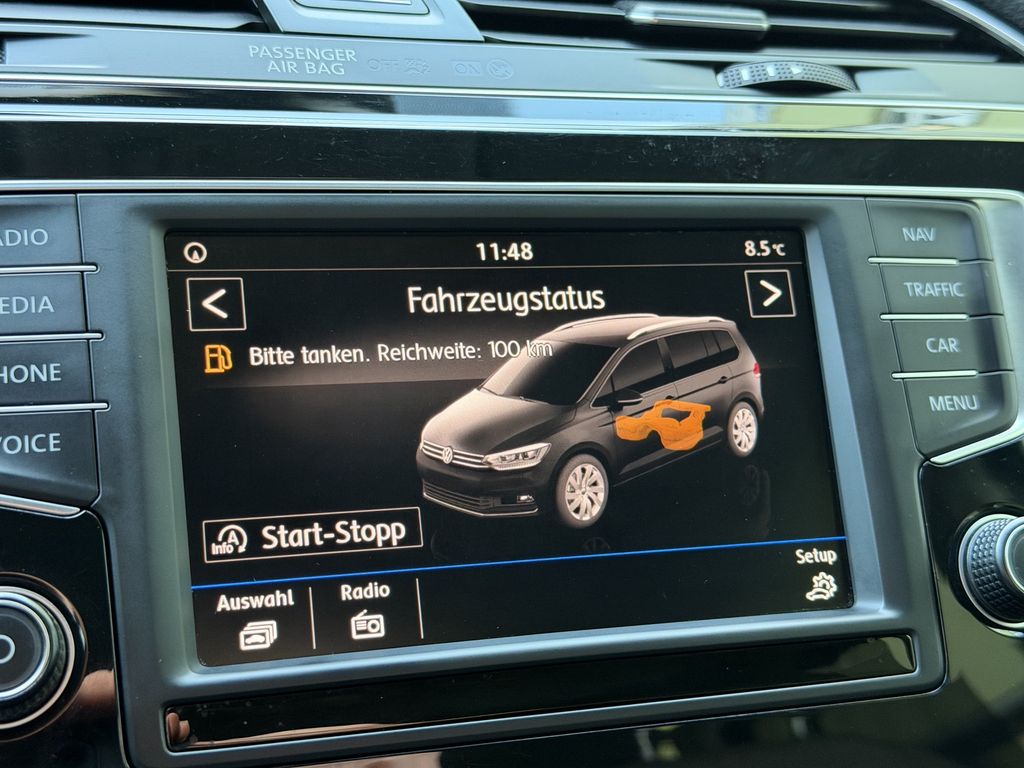 PASSENGER
AIR BAG OFF ON
ADIO
EDIA
HONE
VOICE
NAV
TRAFFIC
CAR
MENU
11:48
8.5°C
<
Fahrzeugstatus
>
Bitte tanken. Reichweite: 100 km
A
Info
Start-Stopp
Auswahl
Radio
Setup